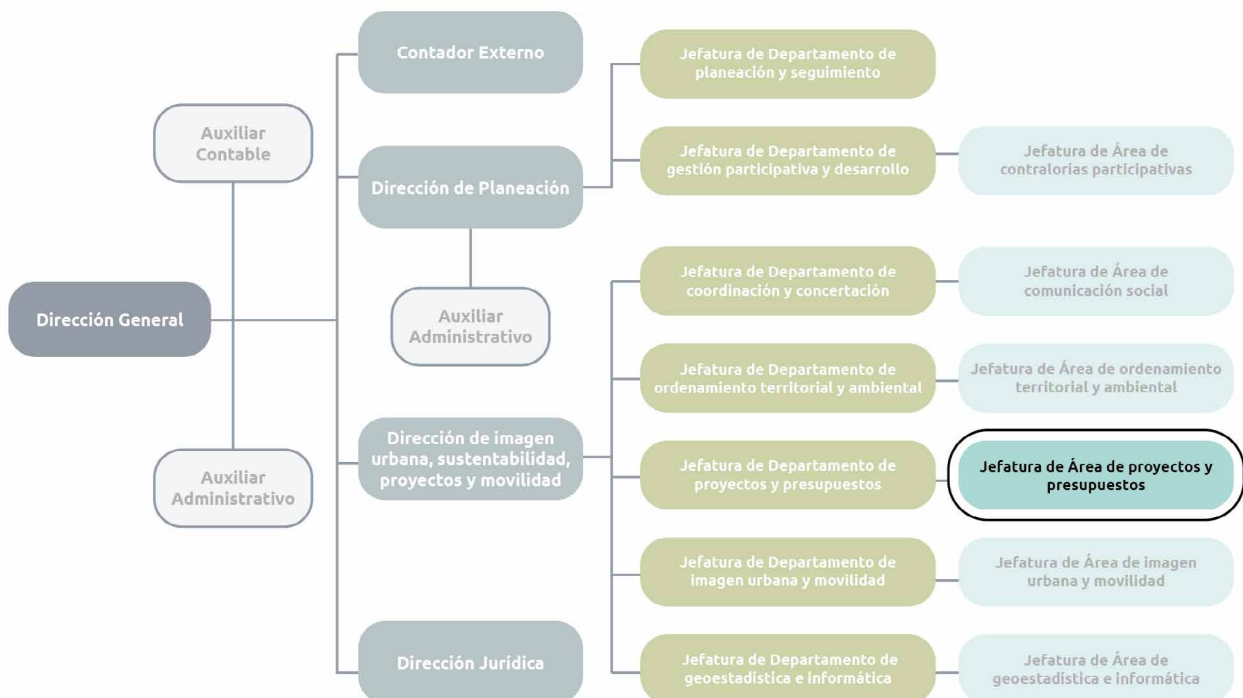 Dirección General
Auxiliar
Contable
Auxiliar
Administrativo
Contador Externo
Dirección de Planeación
Auxiliar
Administrativo
Dirección de imagen
urbana, sustentabilidad,
proyectos y movilidad
Dirección Jurídica
Jefatura de Departamento de
planeación y seguimiento
Jefatura de Departamento de
gestión participativa y desarrollo
Jefatura de Área de
contralorías participativas
Jefatura de Departamento de
coordinación y concertación
Jefatura de Área de
comunicación social
Jefatura de Departamento de
ordenamiento territorial y ambiental
Jefatura de Área de ordenamiento
territorial y ambiental
Jefatura de Departamento de
proyectos y presupuestos
Jefatura de Área de proyectos y
presupuestos
Jefatura de Departamento de
imagen urbana y movilidad
Jefatura de Área de imagen
urbana y movilidad
Jefatura de Departamento de
geoestadística e informática
Jefatura de Área de
geoestadística e informática